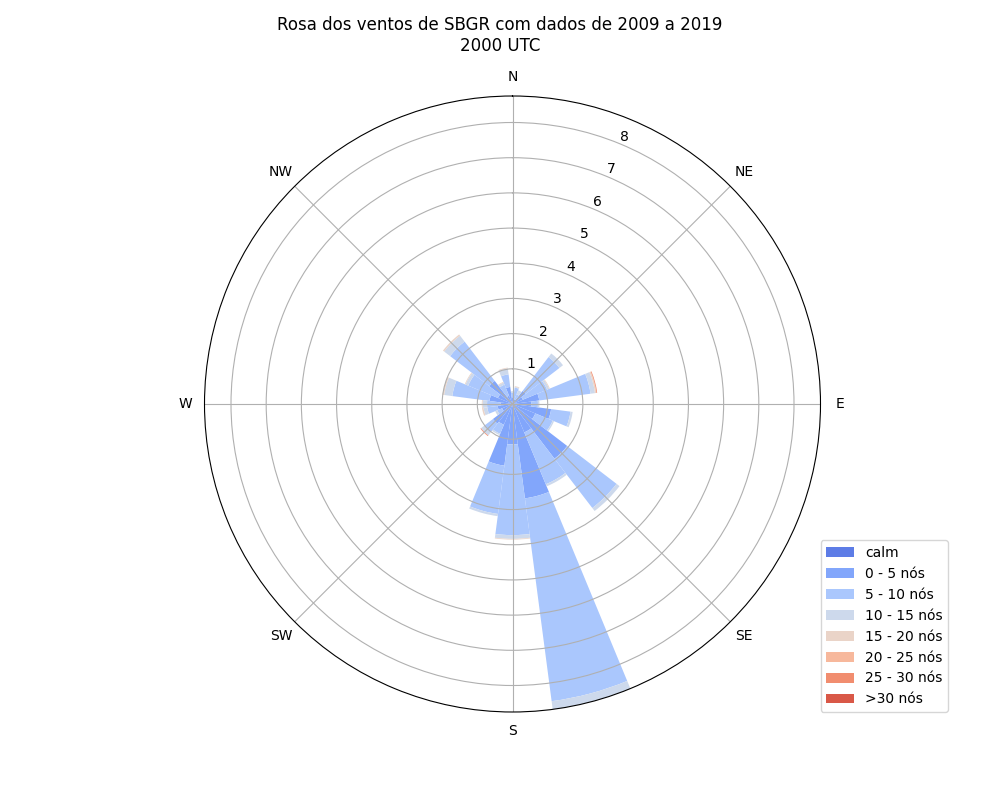 Rosa dos ventos de SBGR com dados de 2009 a 2019
2000 UTC
N
NW
NE
8
7
6
5
4
3
2
1
W
E
SW
SE
S
calm
0 - 5 nós
5 - 10 nós
10 - 15 nós
15 - 20 nós
20 - 25 nós
25 - 30 nós
>30 nós